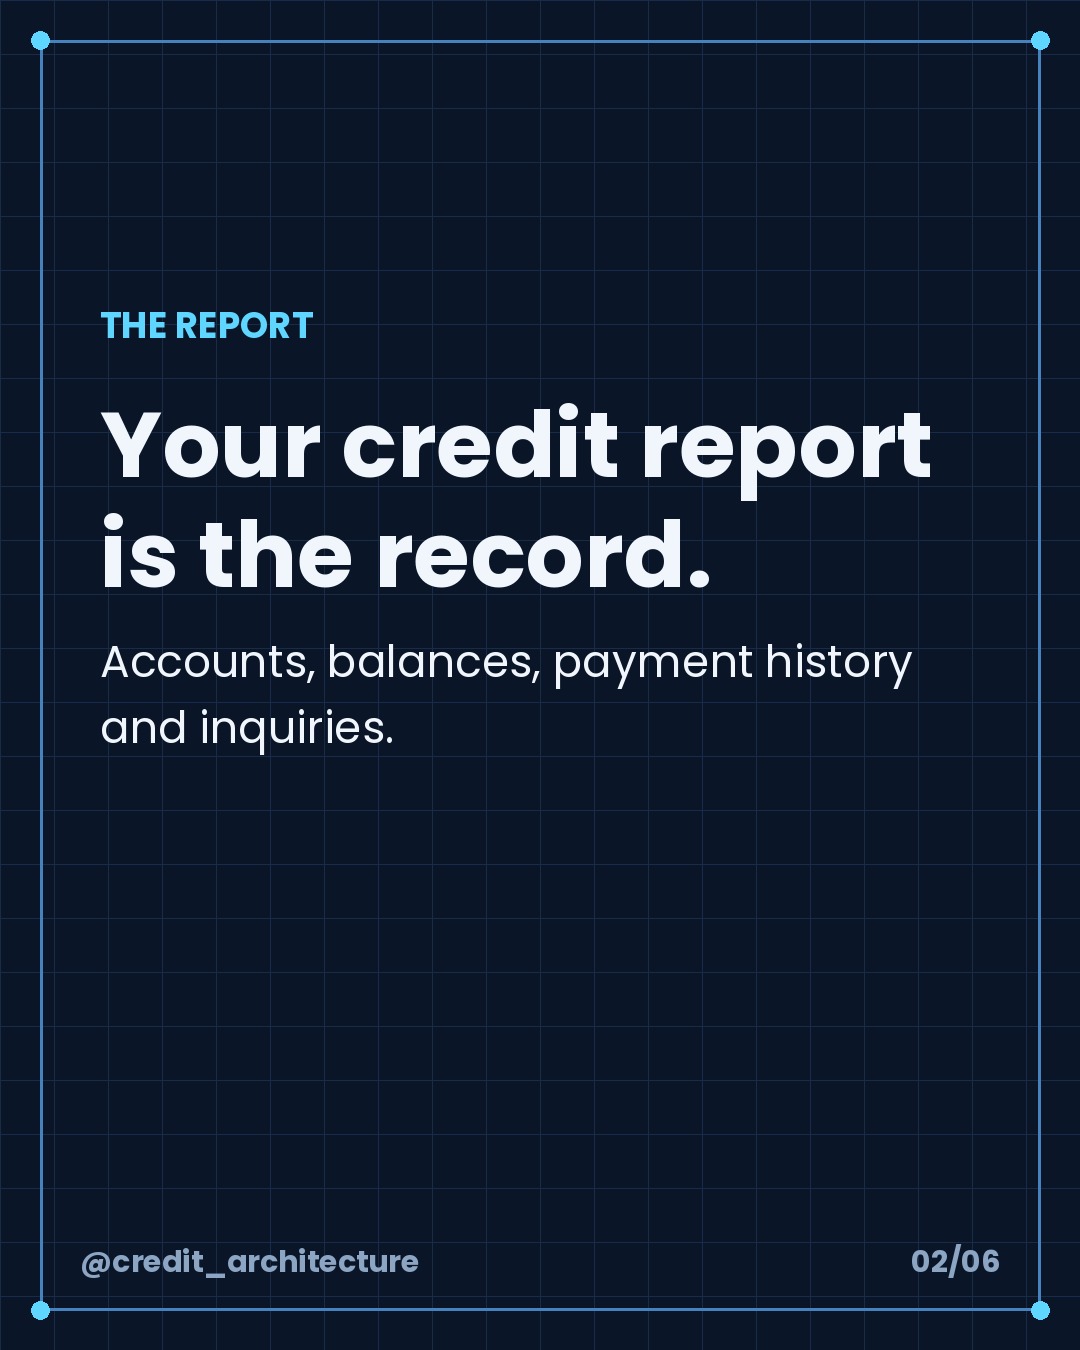 THE REPORT
Your credit report
is the record.
Accounts, balances, payment history
and inquiries.
@credit_architecture
02/06